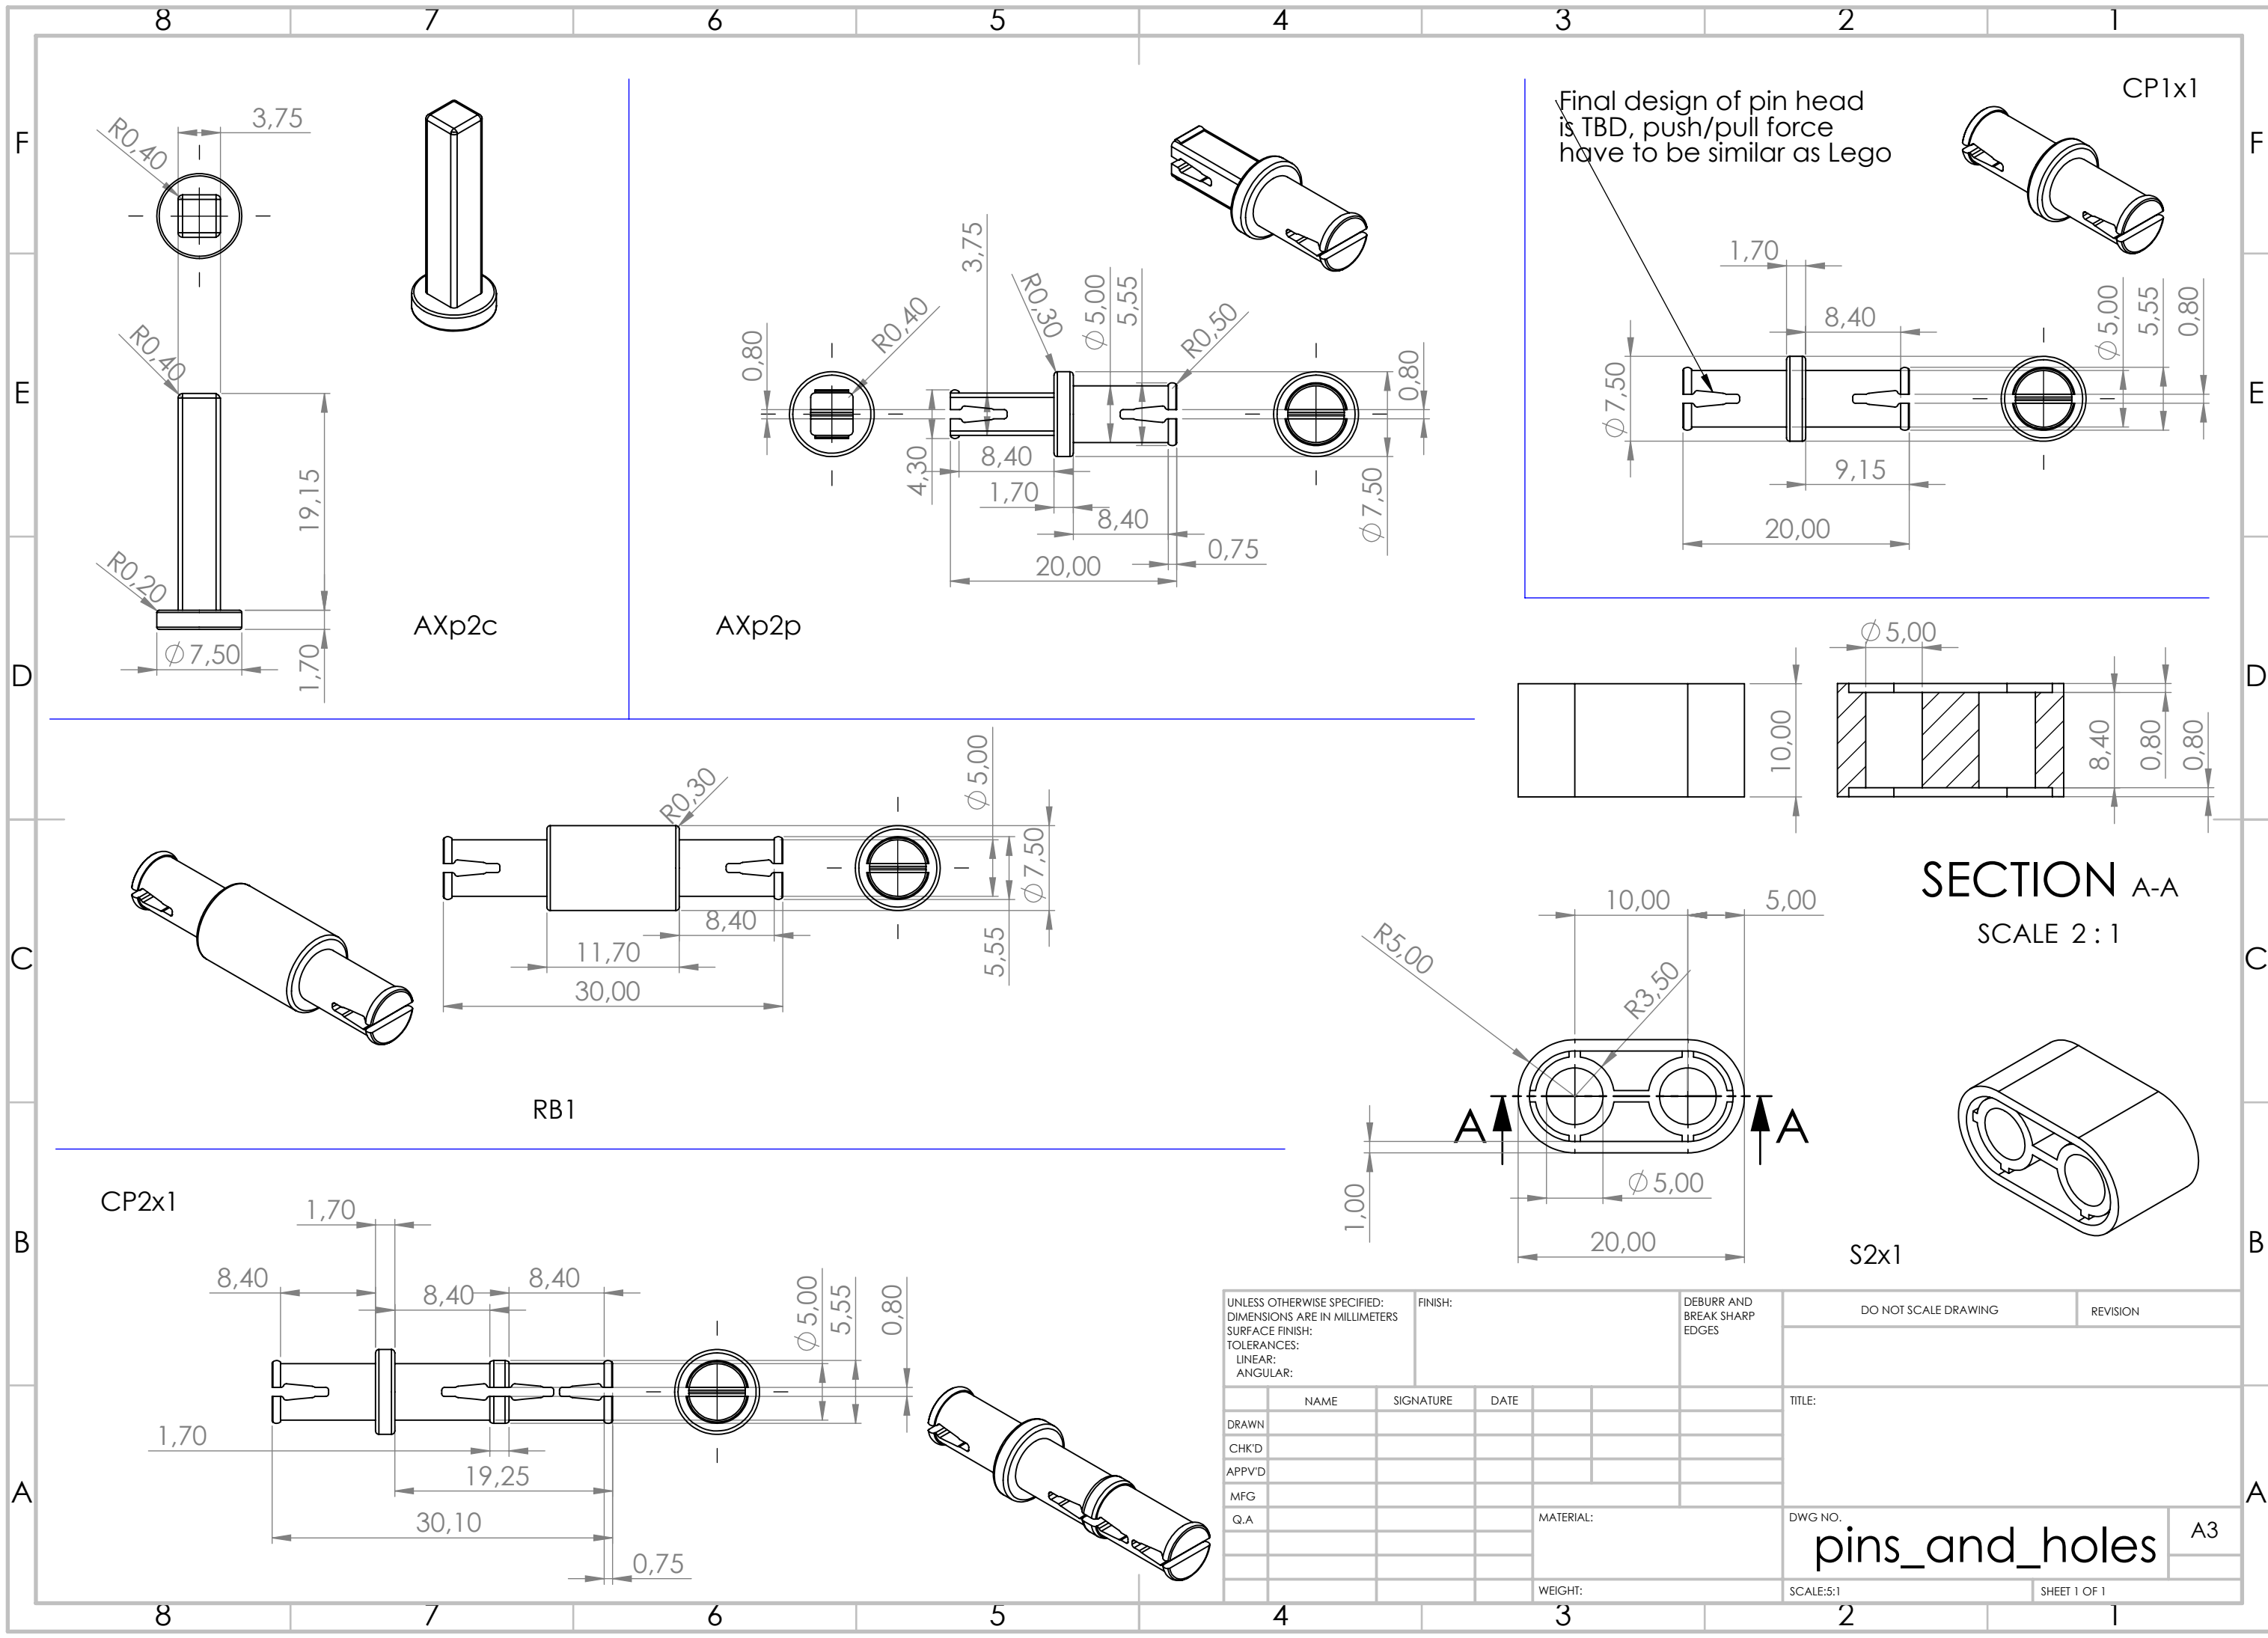 8 7 6 5 4 3 2 1
F
F
E
E
D
D
C
C
B
B
A
A
R0,40
3,75
R0,40
19,15
R0,20
Ø7,50
1,70
AXp2c
0,80
R0,40
3,75
R0,30
Ø5,00
5,55
R0,50
0,80
4,30
8,40
1,70
8,40
0,75
20,00
Ø7,50
AXp2p
Final design of pin head
is TBD, push/pull force
have to be similar as Lego
CP1x1
1,70
8,40
Ø7,50
Ø5,00
5,55
0,80
9,15
20,00
Ø5,00
10,00
8,40
0,80
0,80
SECTION A-A
SCALE 2 : 1
10,00
5,00
R5,00
R3,50
A
A
1,00
Ø5,00
20,00
S2x1
R0,30
Ø5,00
Ø7,50
8,40
5,55
11,70
30,00
RB1
CP2x1
1,70
8,40
8,40
8,40
Ø5,00
5,55
0,80
1,70
19,25
30,10
0,75
UNLESS OTHERWISE SPECIFIED:
DIMENSIONS ARE IN MILLIMETERS
SURFACE FINISH:
TOLERANCES:
LINEAR:
ANGULAR:
FINISH:
DEBURR AND
BREAK SHARP
EDGES
DO NOT SCALE DRAWING
REVISION
NAME
SIGNATURE
DATE
TITLE:
DRAWN
CHK'D
APPV'D
MFG
Q.A
MATERIAL:
DWG NO.
pins_and_holes
A3
WEIGHT:
SCALE:5:1
SHEET 1 OF 1
8 7 6 5 4 3 2 1